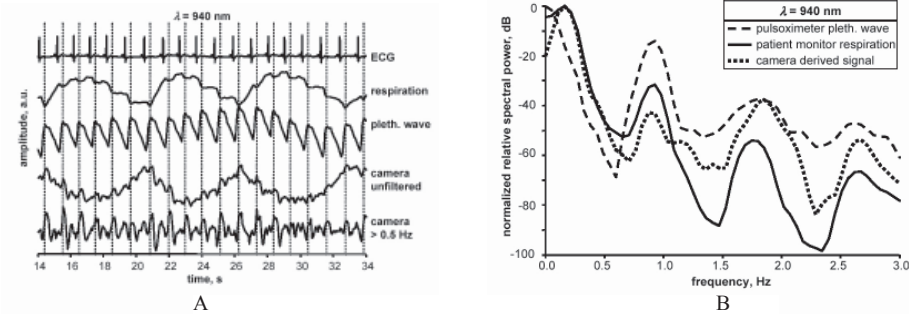 λ = 940 nm
ECG
respiration
pleth. wave
camera
unfiltered
camera
> 0.5 Hz
amplitude, a.u.
14 16 18 20 22 24 26 28 30 32 34
time, s
A
λ = 940 nm
pulsoximeter pleth. wave
patient monitor respiration
camera derived signal
normalized relative spectral power, dB
0
-20
-40
-60
-80
-100
0.0 0.5 1.0 1.5 2.0 2.5 3.0
frequency, Hz
B